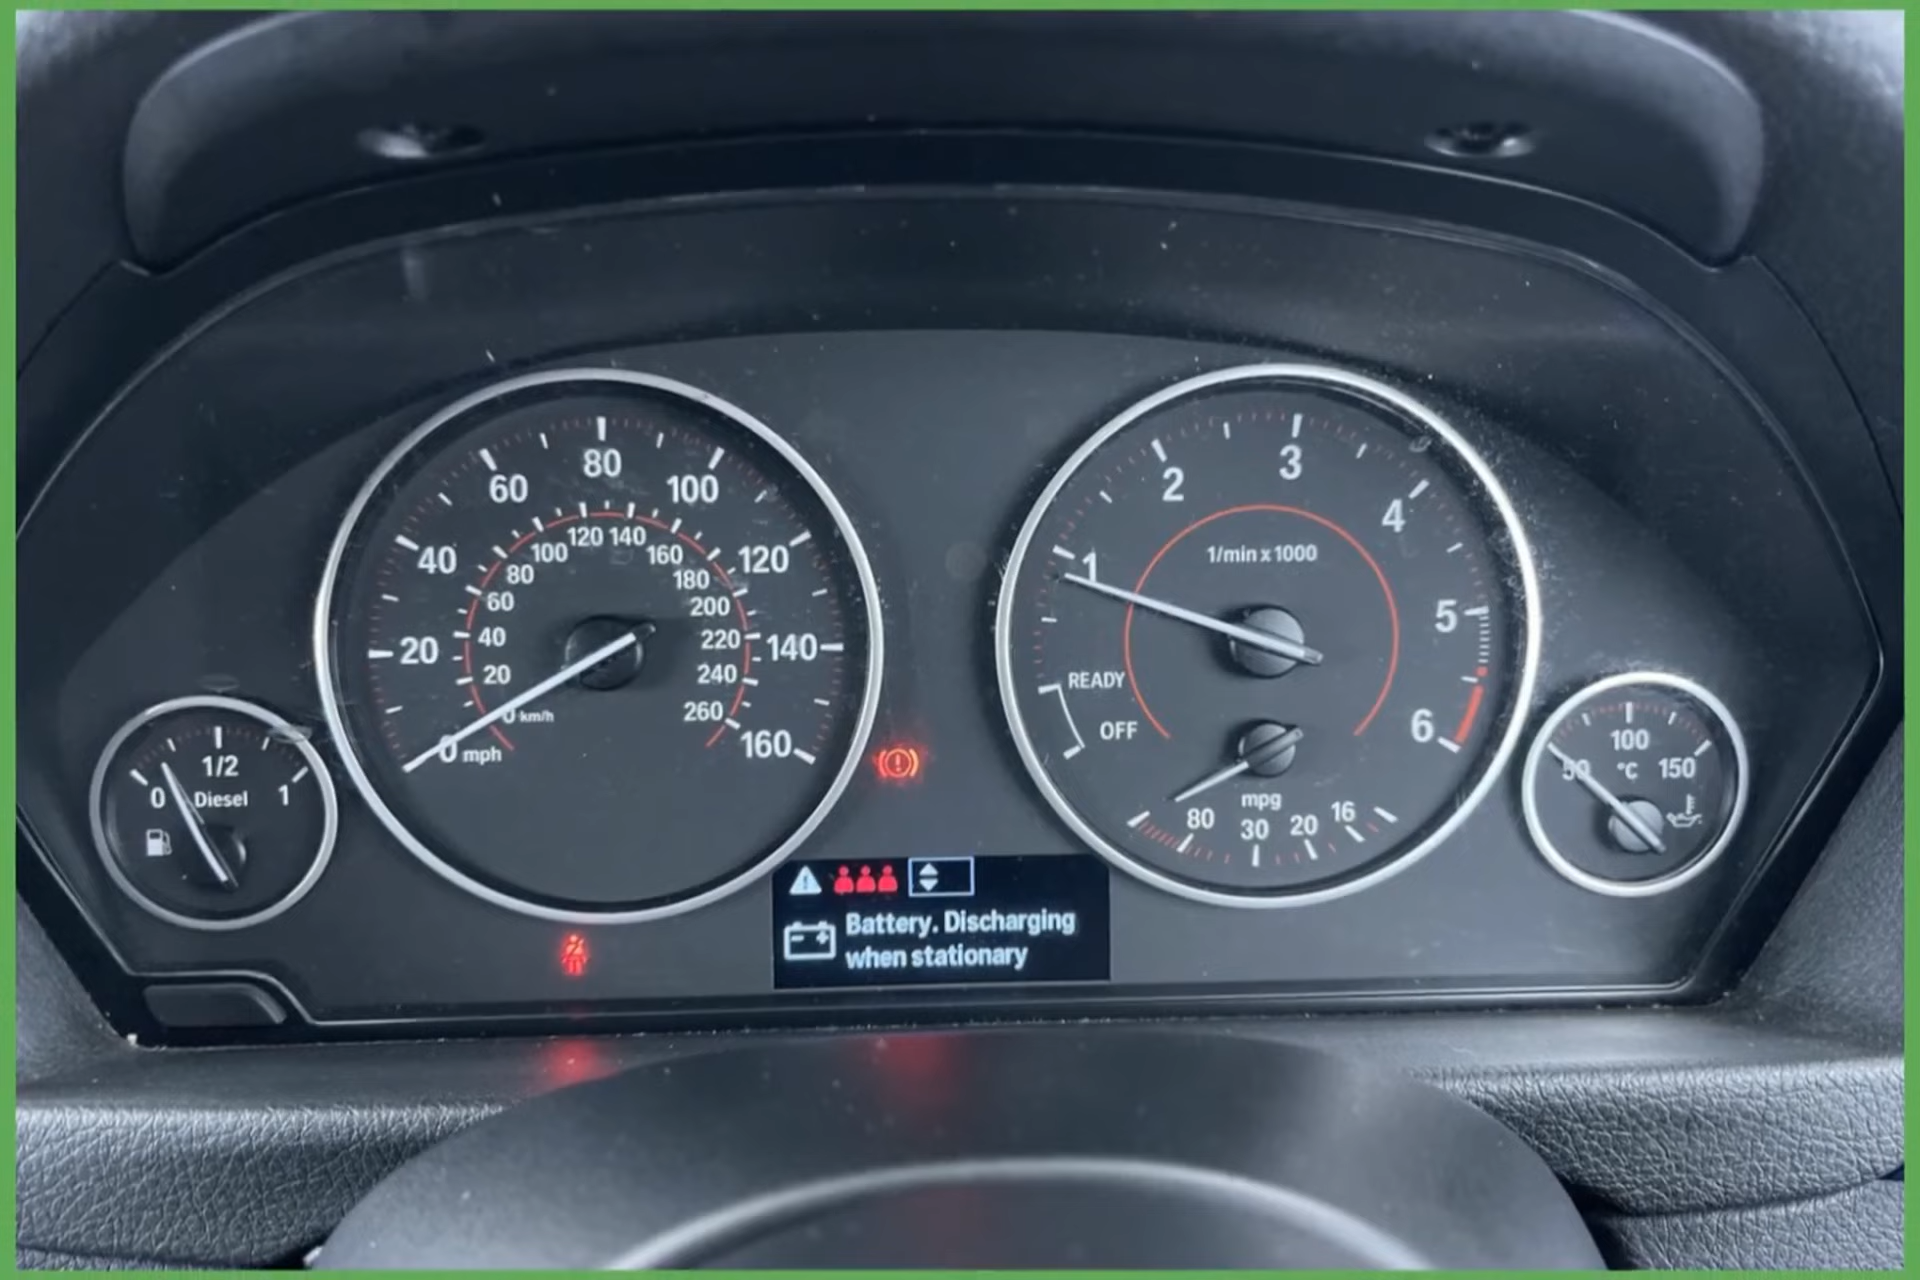 60 80 100
40 120
20 140
0 mph 160
80 100 120 140 160 180
60 200
40 220
20 240
0 km/h 260
1 2 3 4 5 6
1/min x 1000
READY
OFF
mpg
80 30 20 16
1/2
0 Diesel 1
100
50 °C 150
Battery. Discharging
when stationary